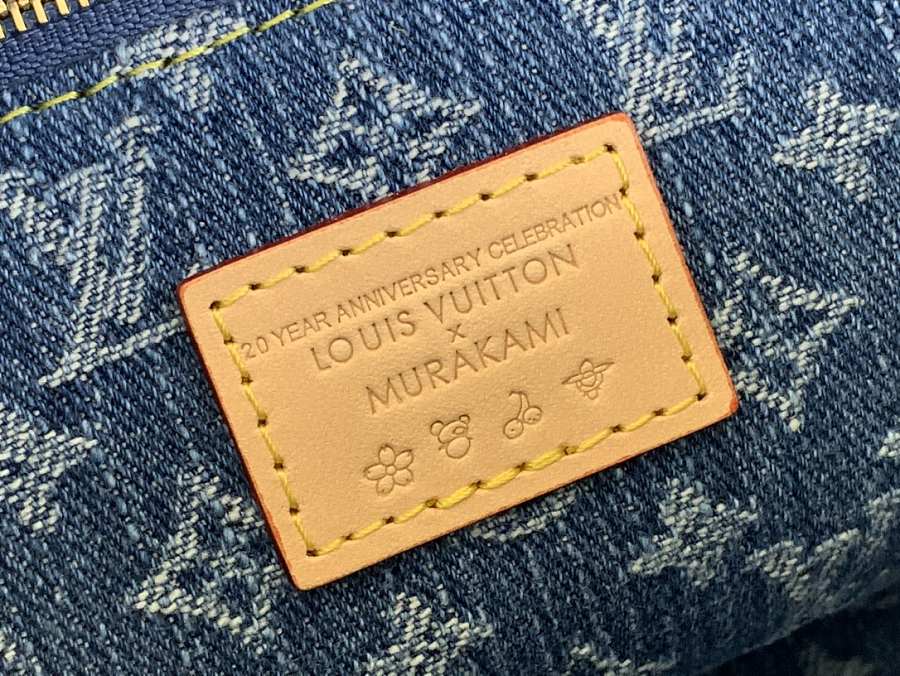 20 YEAR ANNIVERSARY CELEBRATION
LOUIS VUITTON
X
MURAKAMI